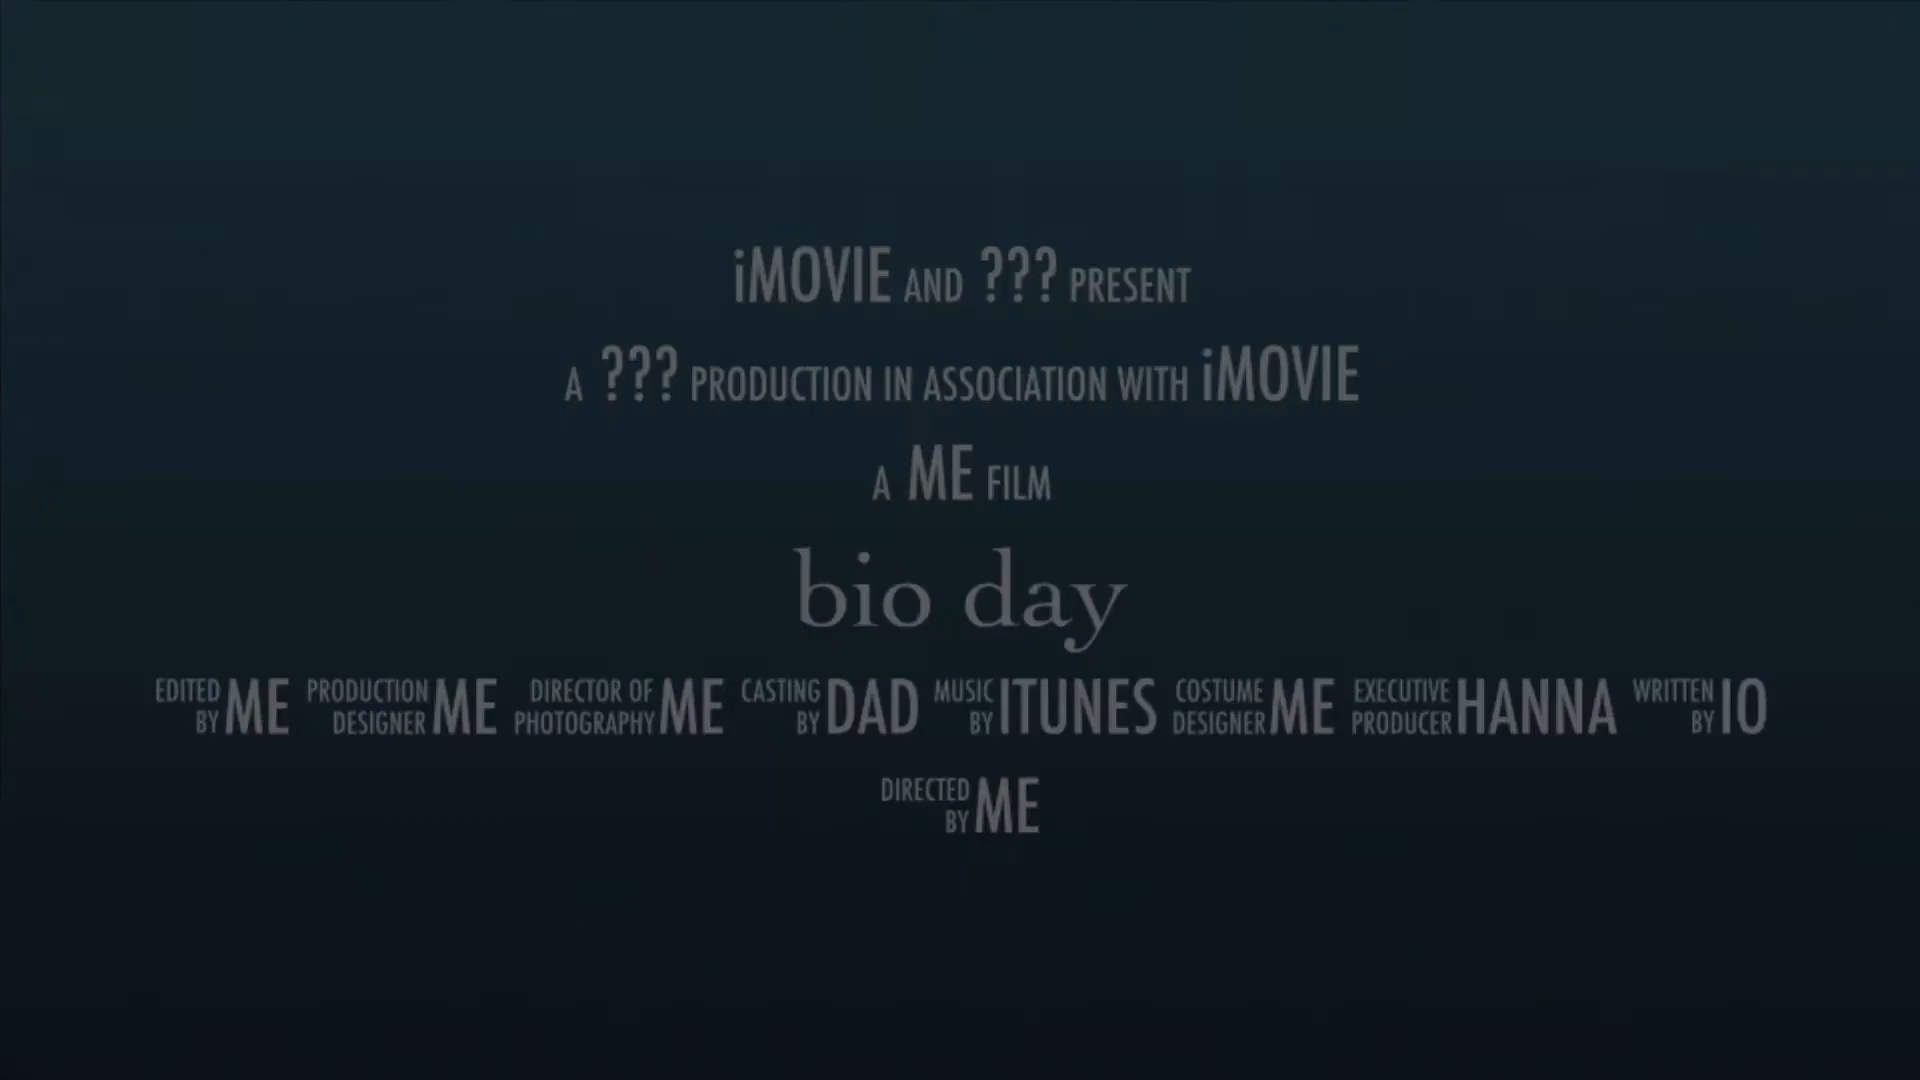 iMOVIE AND ??? PRESENT
A ??? PRODUCTION IN ASSOCIATION WITH iMOVIE
A ME FILM
bio day
EDITED BY ME PRODUCTION DESIGNER ME DIRECTOR OF PHOTOGRAPHY ME CASTING BY DAD MUSIC BY ITUNES COSTUME DESIGNER ME EXECUTIVE PRODUCER HANNA WRITTEN BY IO
DIRECTED BY ME